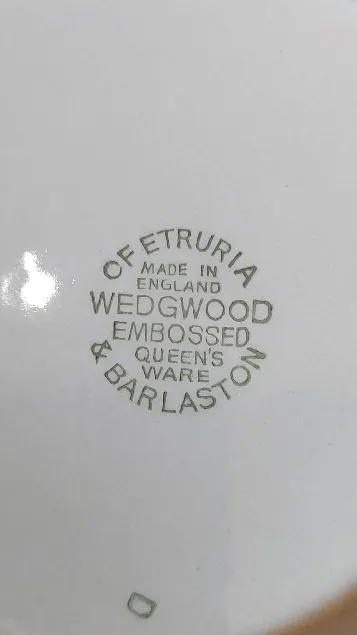 OF ETRURIA
MADE IN
ENGLAND
WEDGWOOD
EMBOSSED
QUEEN'S
WARE
& BARLASTON
D